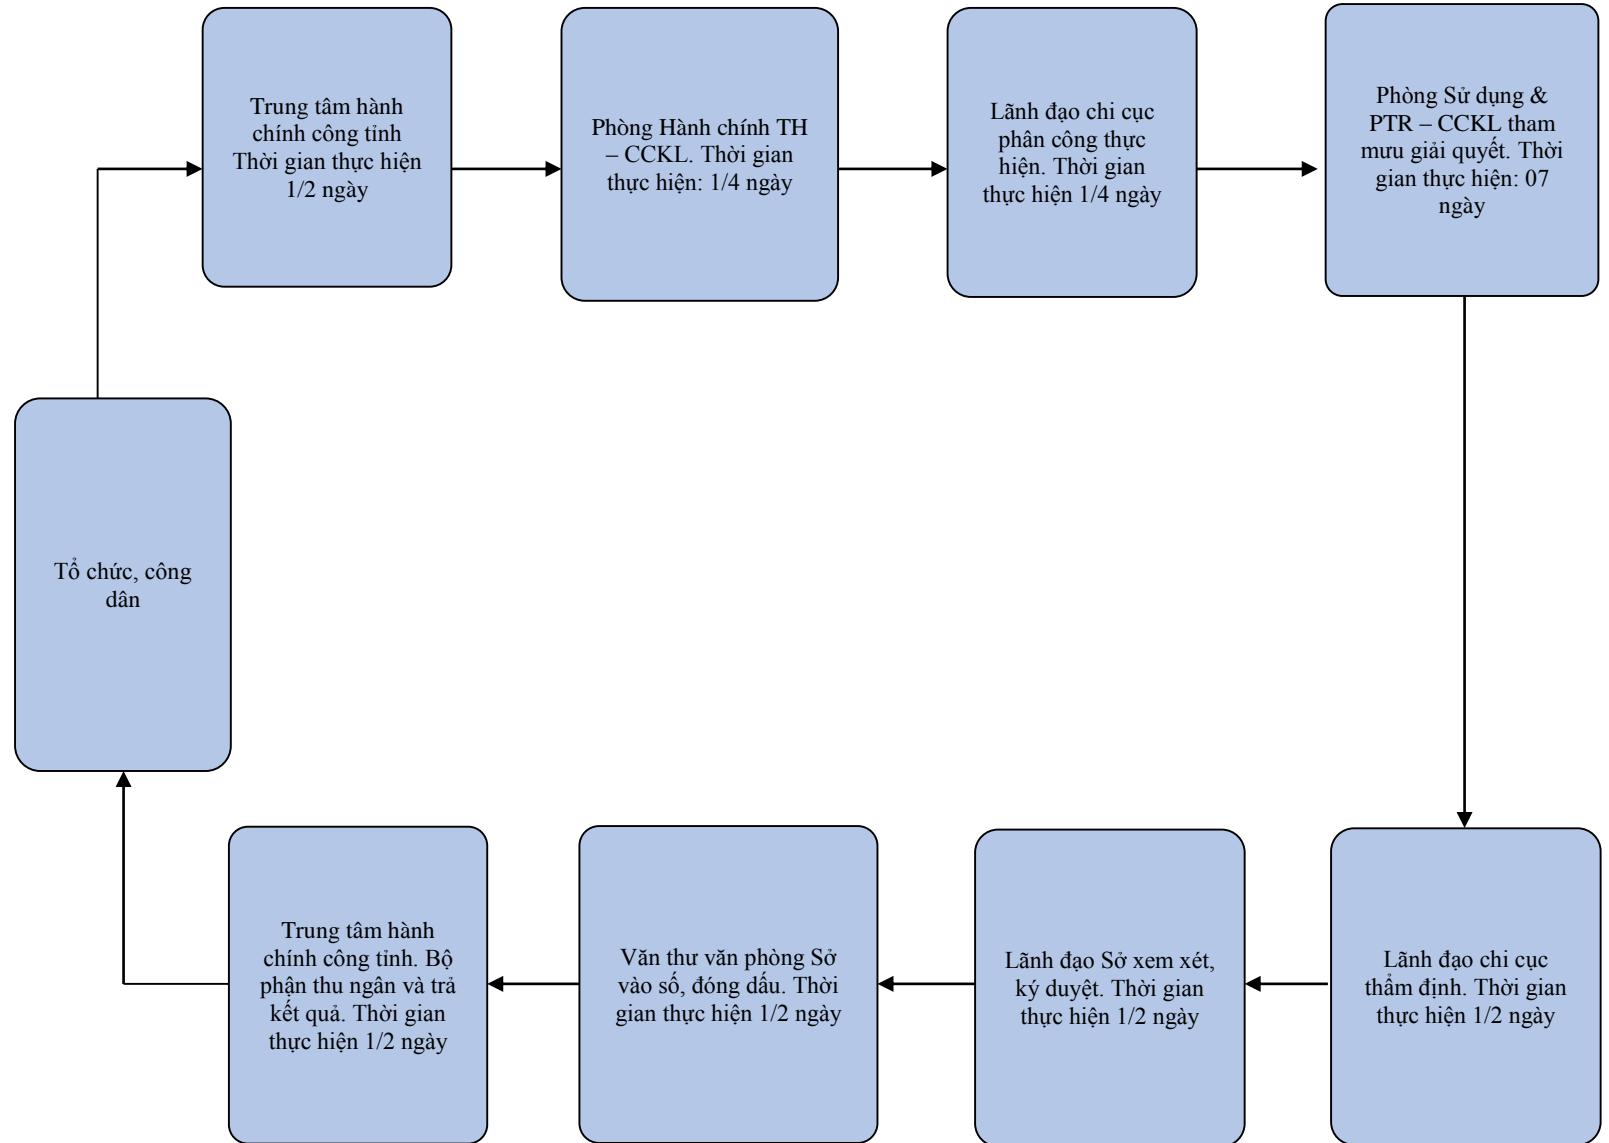 Trung tâm hành
chính công tỉnh
Thời gian thực hiện
1/2 ngày
Phòng Hành chính TH
– CCKL. Thời gian
thực hiện: 1/4 ngày
Lãnh đạo chi cục
phân công thực
hiện. Thời gian
thực hiện 1/4 ngày
Phòng Sử dụng &
PTR – CCKL tham
mưu giải quyết. Thời
gian thực hiện: 07
ngày
Tổ chức, công
dân
Trung tâm hành
chính công tỉnh. Bộ
phận thu ngân và trả
kết quả. Thời gian
thực hiện 1/2 ngày
Văn thư văn phòng Sở
vào số, đóng dấu. Thời
gian thực hiện 1/2 ngày
Lãnh đạo Sở xem xét,
ký duyệt. Thời gian
thực hiện 1/2 ngày
Lãnh đạo chi cục
thẩm định. Thời gian
thực hiện 1/2 ngày